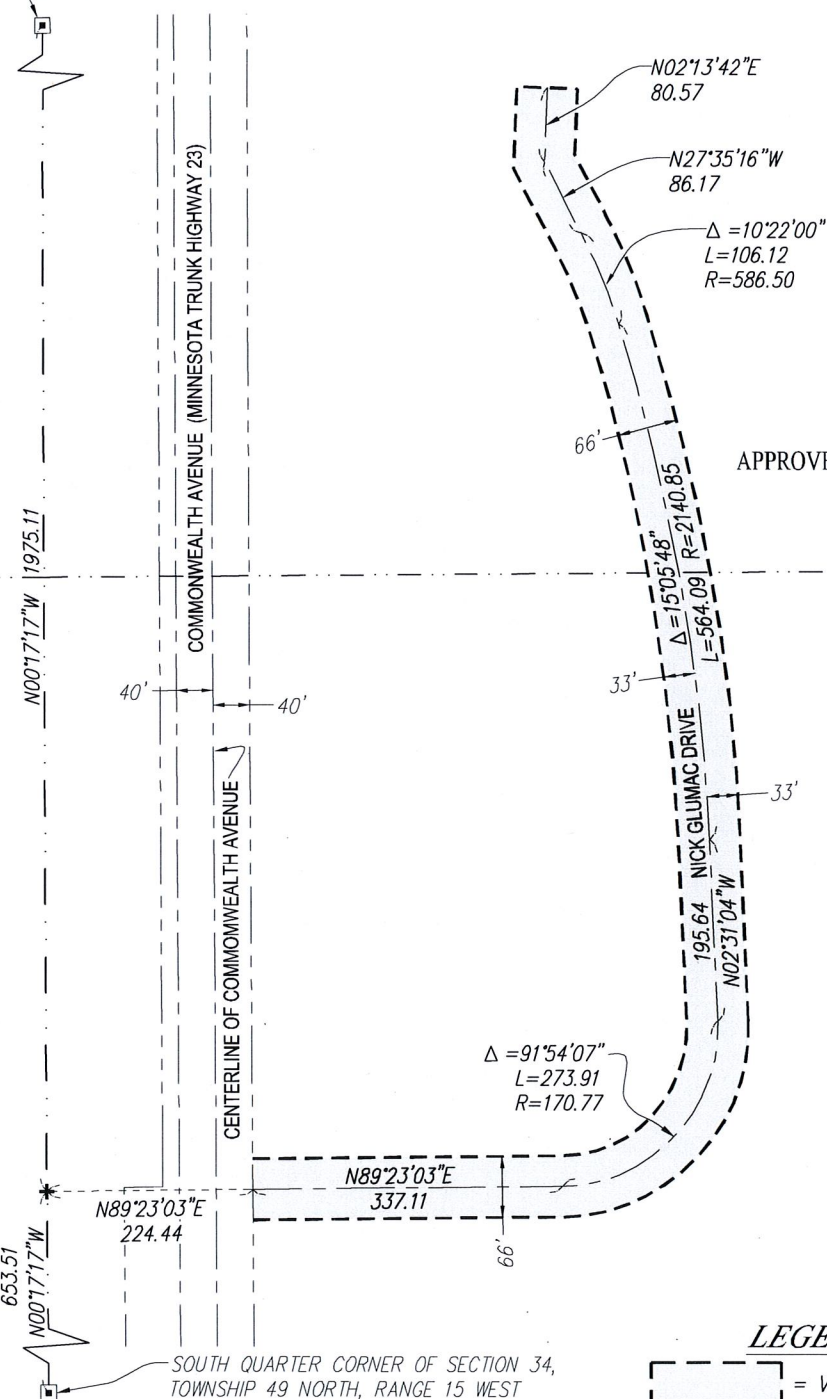 N02°13'42"E
80.57
N27°35'16"W
86.17
Δ =10°22'00"
L=106.12
R=586.50
COMMONWEALTH AVENUE (MINNESOTA TRUNK HIGHWAY 23)
66'
APPROVE
N00°17'17"W 1975.11
Δ =15°05'48"
L=564.09 R=2140.85
40'
40'
33'
33'
NICK GLUMAC DRIVE
195.64
N02°31'04"W
CENTERLINE OF COMMOMWEALTH AVENUE
Δ =91°54'07"
L=273.91
R=170.77
N89°23'03"E
337.11
N89°23'03"E
224.44
66'
653.51
N00°17'17"W
SOUTH QUARTER CORNER OF SECTION 34,
TOWNSHIP 49 NORTH, RANGE 15 WEST
LEGE
= V